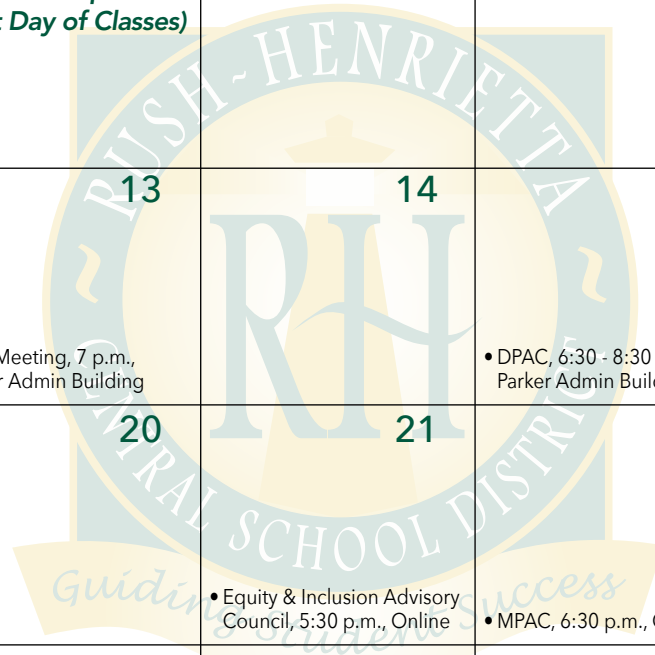 t Day of Classes)
RUSH-HENRIETTA
13
14
RH
Meeting, 7 p.m.,
r Admin Building
• DPAC, 6:30 - 8:30
Parker Admin Buil
20
21
CENTRAL SCHOOL DISTRICT
Guiding Student Success
• Equity & Inclusion Advisory
Council, 5:30 p.m., Online
• MPAC, 6:30 p.m.,